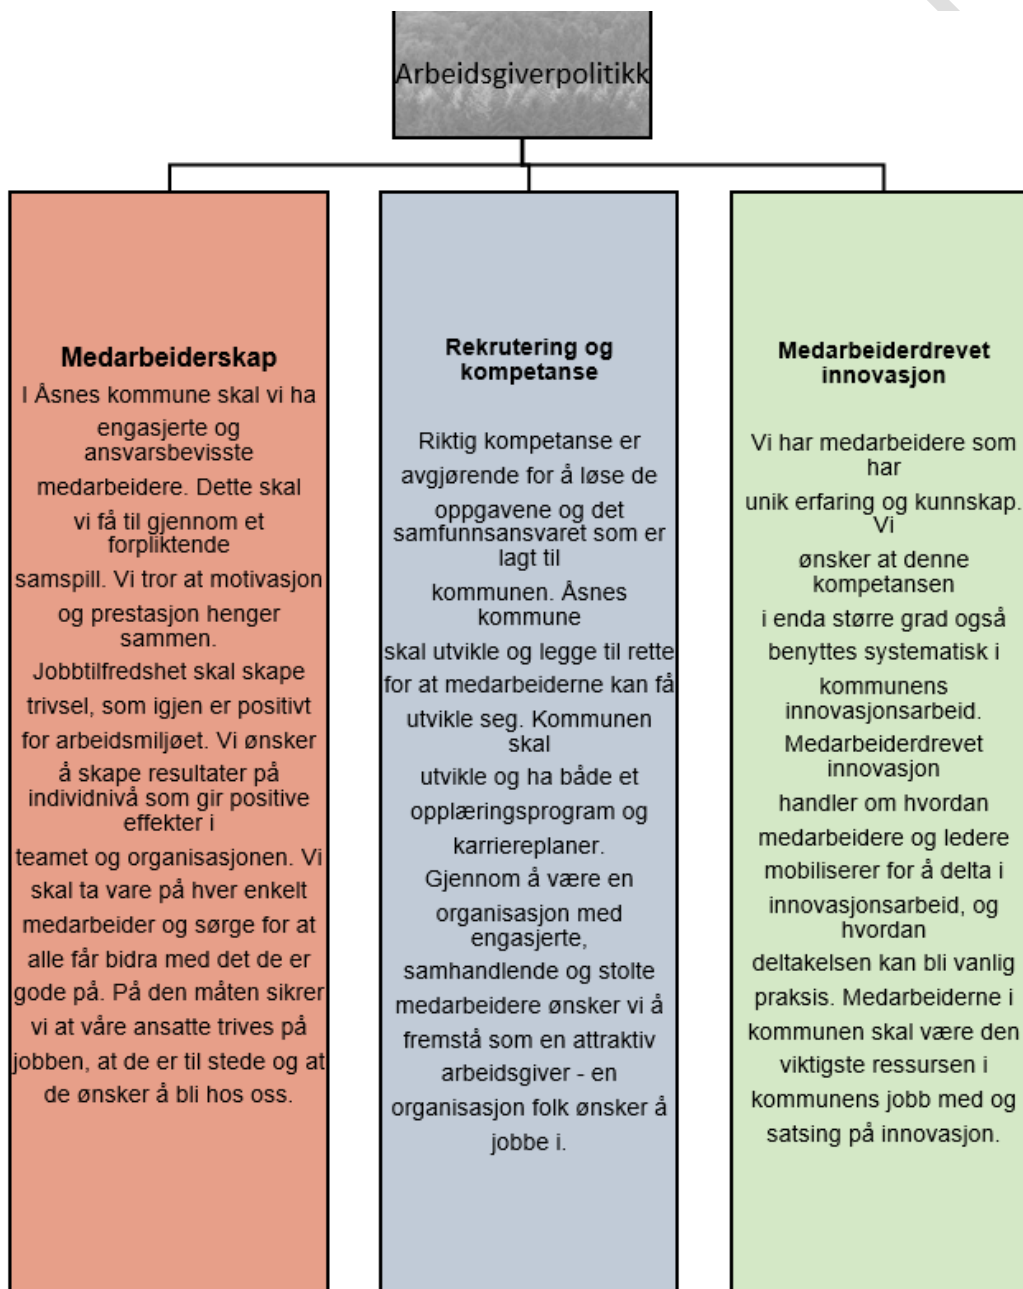 Arbeidsgiverpolitikk
Medarbeiderskap
I Åsnes kommune skal vi ha
engasjerte og
ansvarsbevisste
medarbeidere. Dette skal
vi få til gjennom et
forpliktende
samspill. Vi tror at motivasjon
og prestasjon henger
sammen.
Jobbtilfredshet skal skape
trivsel, som igjen er positivt
for arbeidsmiljøet. Vi ønsker
å skape resultater på
individnivå som gir positive
effekter i
teamet og organisasjonen. Vi
skal ta vare på hver enkelt
medarbeider og sørge for at
alle får bidra med det de er
gode på. På den måten sikrer
vi at våre ansatte trives på
jobben, at de er til stede og at
de ønsker å bli hos oss.
Rekrutering og
kompetanse
Riktig kompetanse er
avgjørende for å løse de
oppgavene og det
samfunnsansvaret som er
lagt til
kommunen. Åsnes
kommune
skal utvikle og legge til rette
for at medarbeiderne kan få
utvikle seg. Kommunen
skal
utvikle og ha både et
opplæringsprogram og
karriereplaner.
Gjennom å være en
organisasjon med
engasjerte,
samhandlende og stolte
medarbeidere ønsker vi å
fremstå som en attraktiv
arbeidsgiver - en
organisasjon folk ønsker å
jobbe i.
Medarbeiderdrevet
innovasjon
Vi har medarbeidere som
har
unik erfaring og kunnskap.
Vi
ønsker at denne
kompetansen
i enda større grad også
benyttes systematisk i
kommunens
innovasjonsarbeid.
Medarbeiderdrevet
innovasjon
handler om hvordan
medarbeidere og ledere
mobiliserer for å delta i
innovasjonsarbeid, og
hvordan
deltakelsen kan bli vanlig
praksis. Medarbeiderne i
kommunen skal være den
viktigste ressursen i
kommunens jobb med og
satsing på innovasjon.